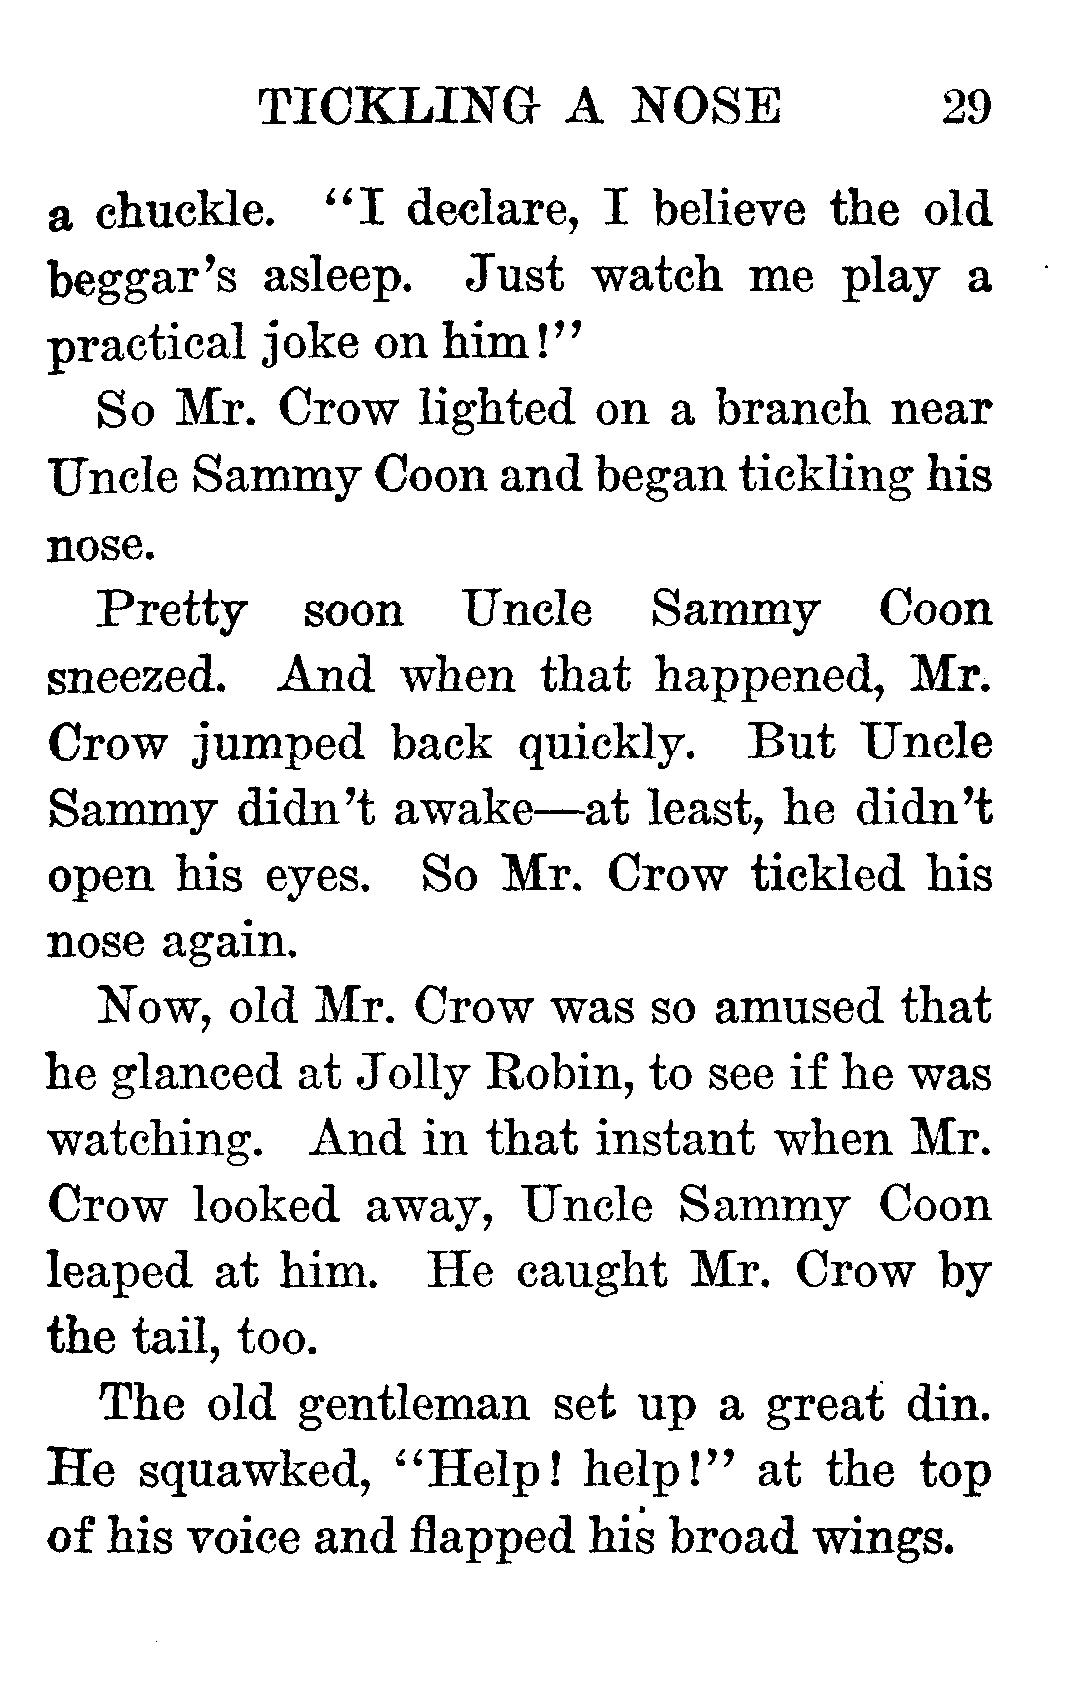 TICKLING A NOSE 29
a chuckle. "I declare, I believe the old
beggar's asleep. Just watch me play a
practical joke on him!"
So Mr. Crow lighted on a branch near
Uncle Sammy Coon and began tickling his
nose.
Pretty soon Uncle Sammy Coon
sneezed. And when that happened, Mr.
Crow jumped back quickly. But Uncle
Sammy didn't awake—at least, he didn't
open his eyes. So Mr. Crow tickled his
nose again.
Now, old Mr. Crow was so amused that
he glanced at Jolly Robin, to see if he was
watching. And in that instant when Mr.
Crow looked away, Uncle Sammy Coon
leaped at him. He caught Mr. Crow by
the tail, too.
The old gentleman set up a great din.
He squawked, "Help! help!" at the top
of his voice and flapped his broad wings.